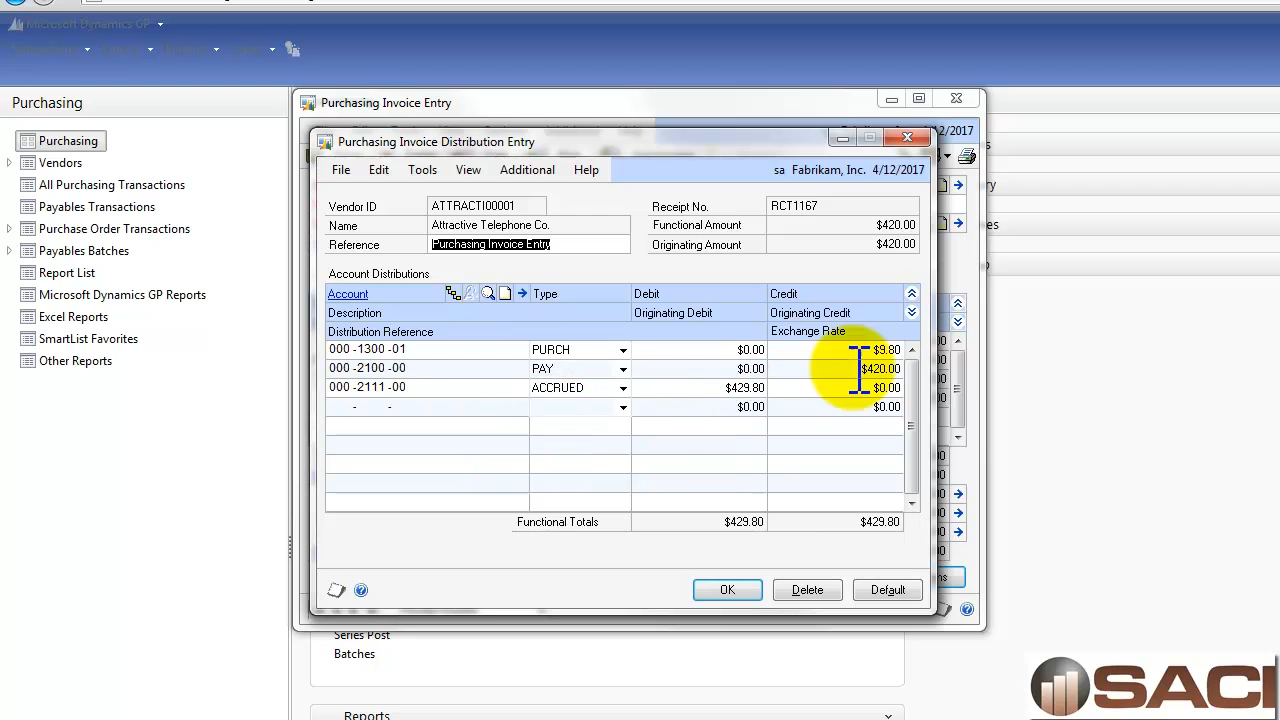 Microsoft Dynamics GP
Purchasing
Purchasing
Vendors
All Purchasing Transactions
Payables Transactions
Purchase Order Transactions
Payables Batches
Report List
Microsoft Dynamics GP Reports
Excel Reports
SmartList Favorites
Other Reports
Purchasing Invoice Entry
12/2017
Purchasing Invoice Distribution Entry
File Edit Tools View Additional Help sa Fabrikam, Inc. 4/12/2017
Vendor ID ATTRACTI00001 Receipt No. RCT1167
Name Attractive Telephone Co. Functional Amount $420.00
Reference Purchasing Invoice Entry Originating Amount $420.00
Account Distributions
Account Type Debit Credit
Description Originating Debit Originating Credit
Distribution Reference Exchange Rate
000 -1300 -01 PURCH $0.00 $9.80
000 -2100 -00 PAY $0.00 $420.00
000 -2111 -00 ACCRUED $429.80 $0.00
- - $0.00 $0.00
Functional Totals $429.80 $429.80
OK Delete Default
Series Post
Batches
Reports
SACI